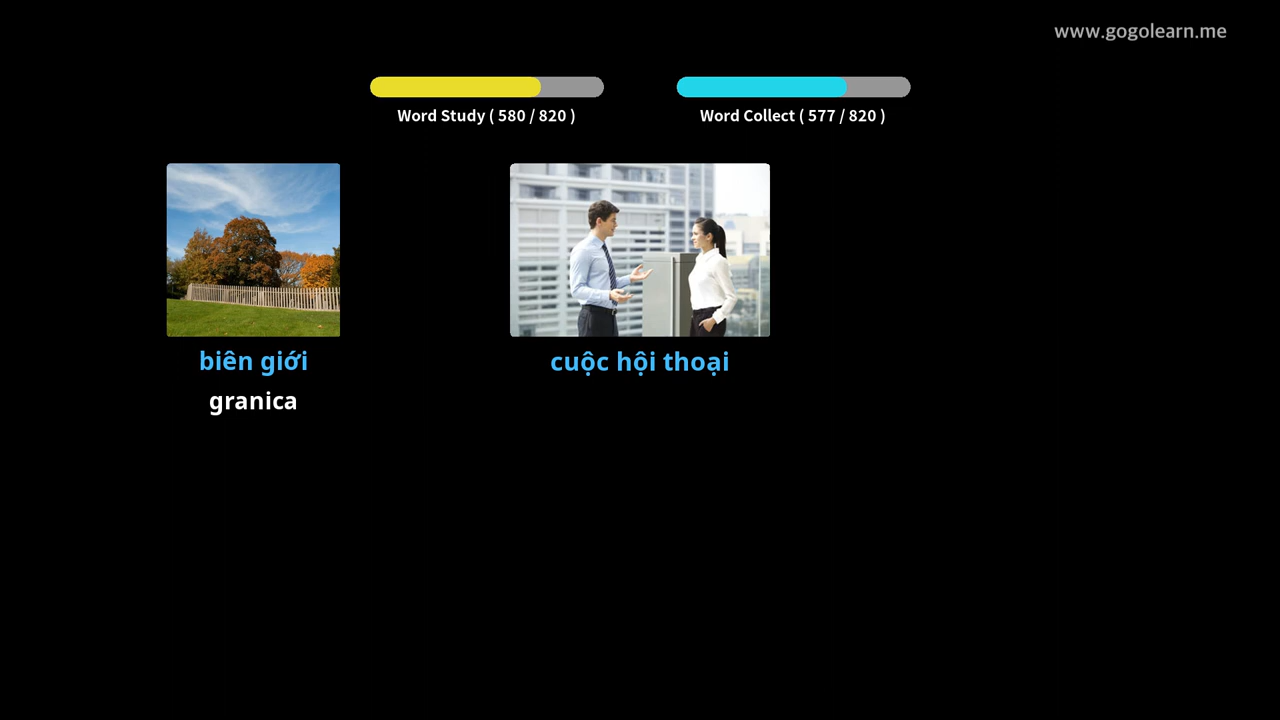 www.gogolearn.me
Word Study ( 580 / 820 )
Word Collect ( 577 / 820 )
biên giới
granica
cuộc hội thoại